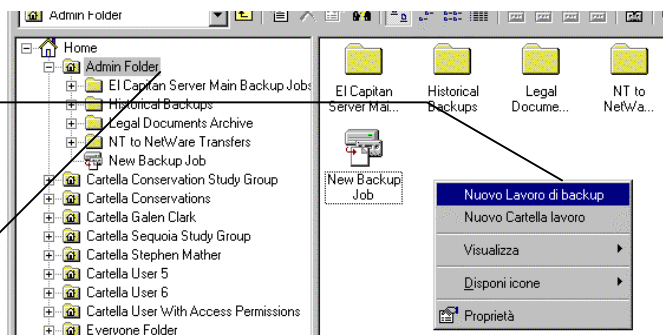 Admin Folder
Home
Admin Folder
El Capitan Server Main Backup Jobs
Historical Backups
Legal Documents Archive
NT to NetWare Transfers
New Backup Job
Cartella Conservation Study Group
Cartella Conservations
Cartella Galen Clark
Cartella Sequoia Study Group
Cartella Stephen Mather
Cartella User 5
Cartella User 6
Cartella User With Access Permissions
Everyone Folder
El Capitan
Server Mai...
Historical
Backups
Legal
Docume...
NT to
NetWa...
New Backup
Job
Nuovo Lavoro di backup
Nuovo Cartella lavoro
Visualizza
Disponi icone
Proprietà